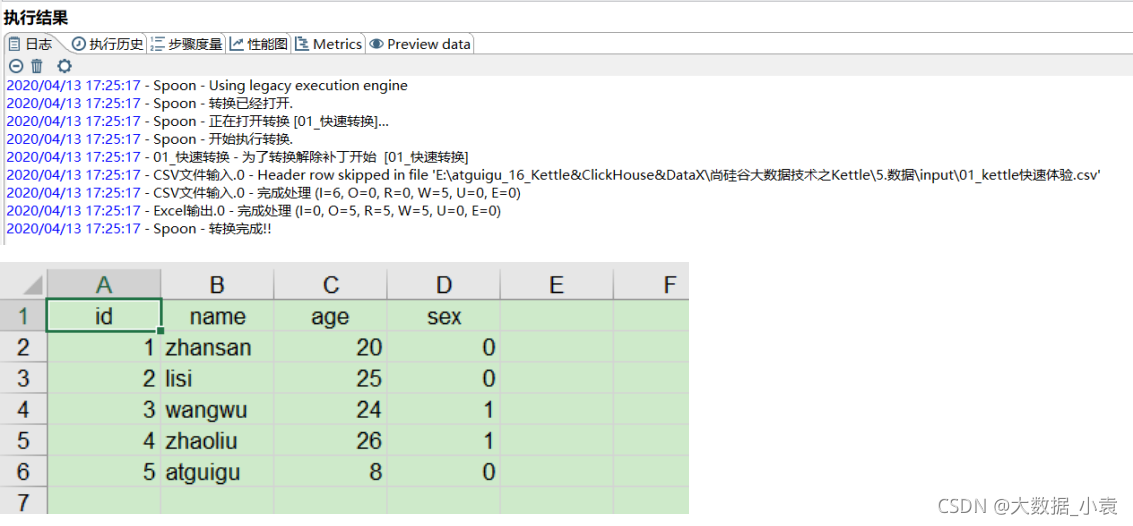 执行结果
日志 执行历史 步骤度量 性能图 Metrics Preview data
2020/04/13 17:25:17 - Spoon - Using legacy execution engine
2020/04/13 17:25:17 - Spoon - 转换已经打开.
2020/04/13 17:25:17 - Spoon - 正在打开转换 [01_快速转换]...
2020/04/13 17:25:17 - Spoon - 开始执行转换.
2020/04/13 17:25:17 - 01_快速转换 - 为了转换解除补丁开始 [01_快速转换]
2020/04/13 17:25:17 - CSV文件输入.0 - Header row skipped in file 'E:\atguigu_16_Kettle&ClickHouse&DataX\尚硅谷大数据技术之Kettle\5.数据\input\01_kettle快速体验.csv'
2020/04/13 17:25:17 - CSV文件输入.0 - 完成处理 (I=6, O=0, R=0, W=5, U=0, E=0)
2020/04/13 17:25:17 - Excel输出.0 - 完成处理 (I=0, O=5, R=5, W=5, U=0, E=0)
2020/04/13 17:25:17 - Spoon - 转换完成!!
A B C D E F
1 id name age sex
2 1 zhansan 20 0
3 2 lisi 25 0
4 3 wangwu 24 1
5 4 zhaoliu 26 1
6 5 atguigu 8 0
7
CSDN @大数据_小袁